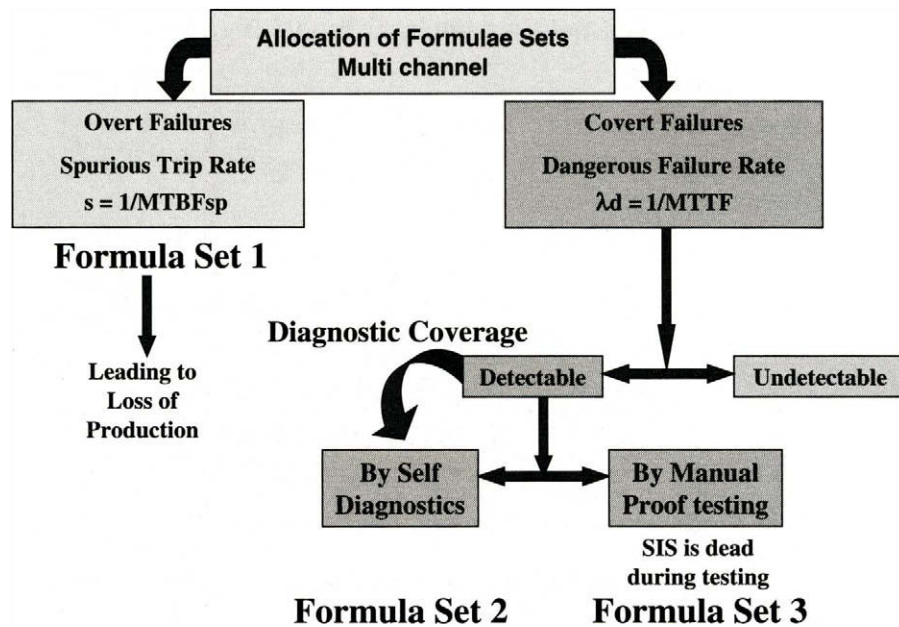 Allocation of Formulae Sets
Multi channel
Overt Failures
Spurious Trip Rate
s = 1/MTBFsp
Formula Set 1
Leading to
Loss of
Production
Covert Failures
Dangerous Failure Rate
λd = 1/MTTF
Diagnostic Coverage
Detectable
Undetectable
By Self
Diagnostics
By Manual
Proof testing
SIS is dead
during testing
Formula Set 2
Formula Set 3